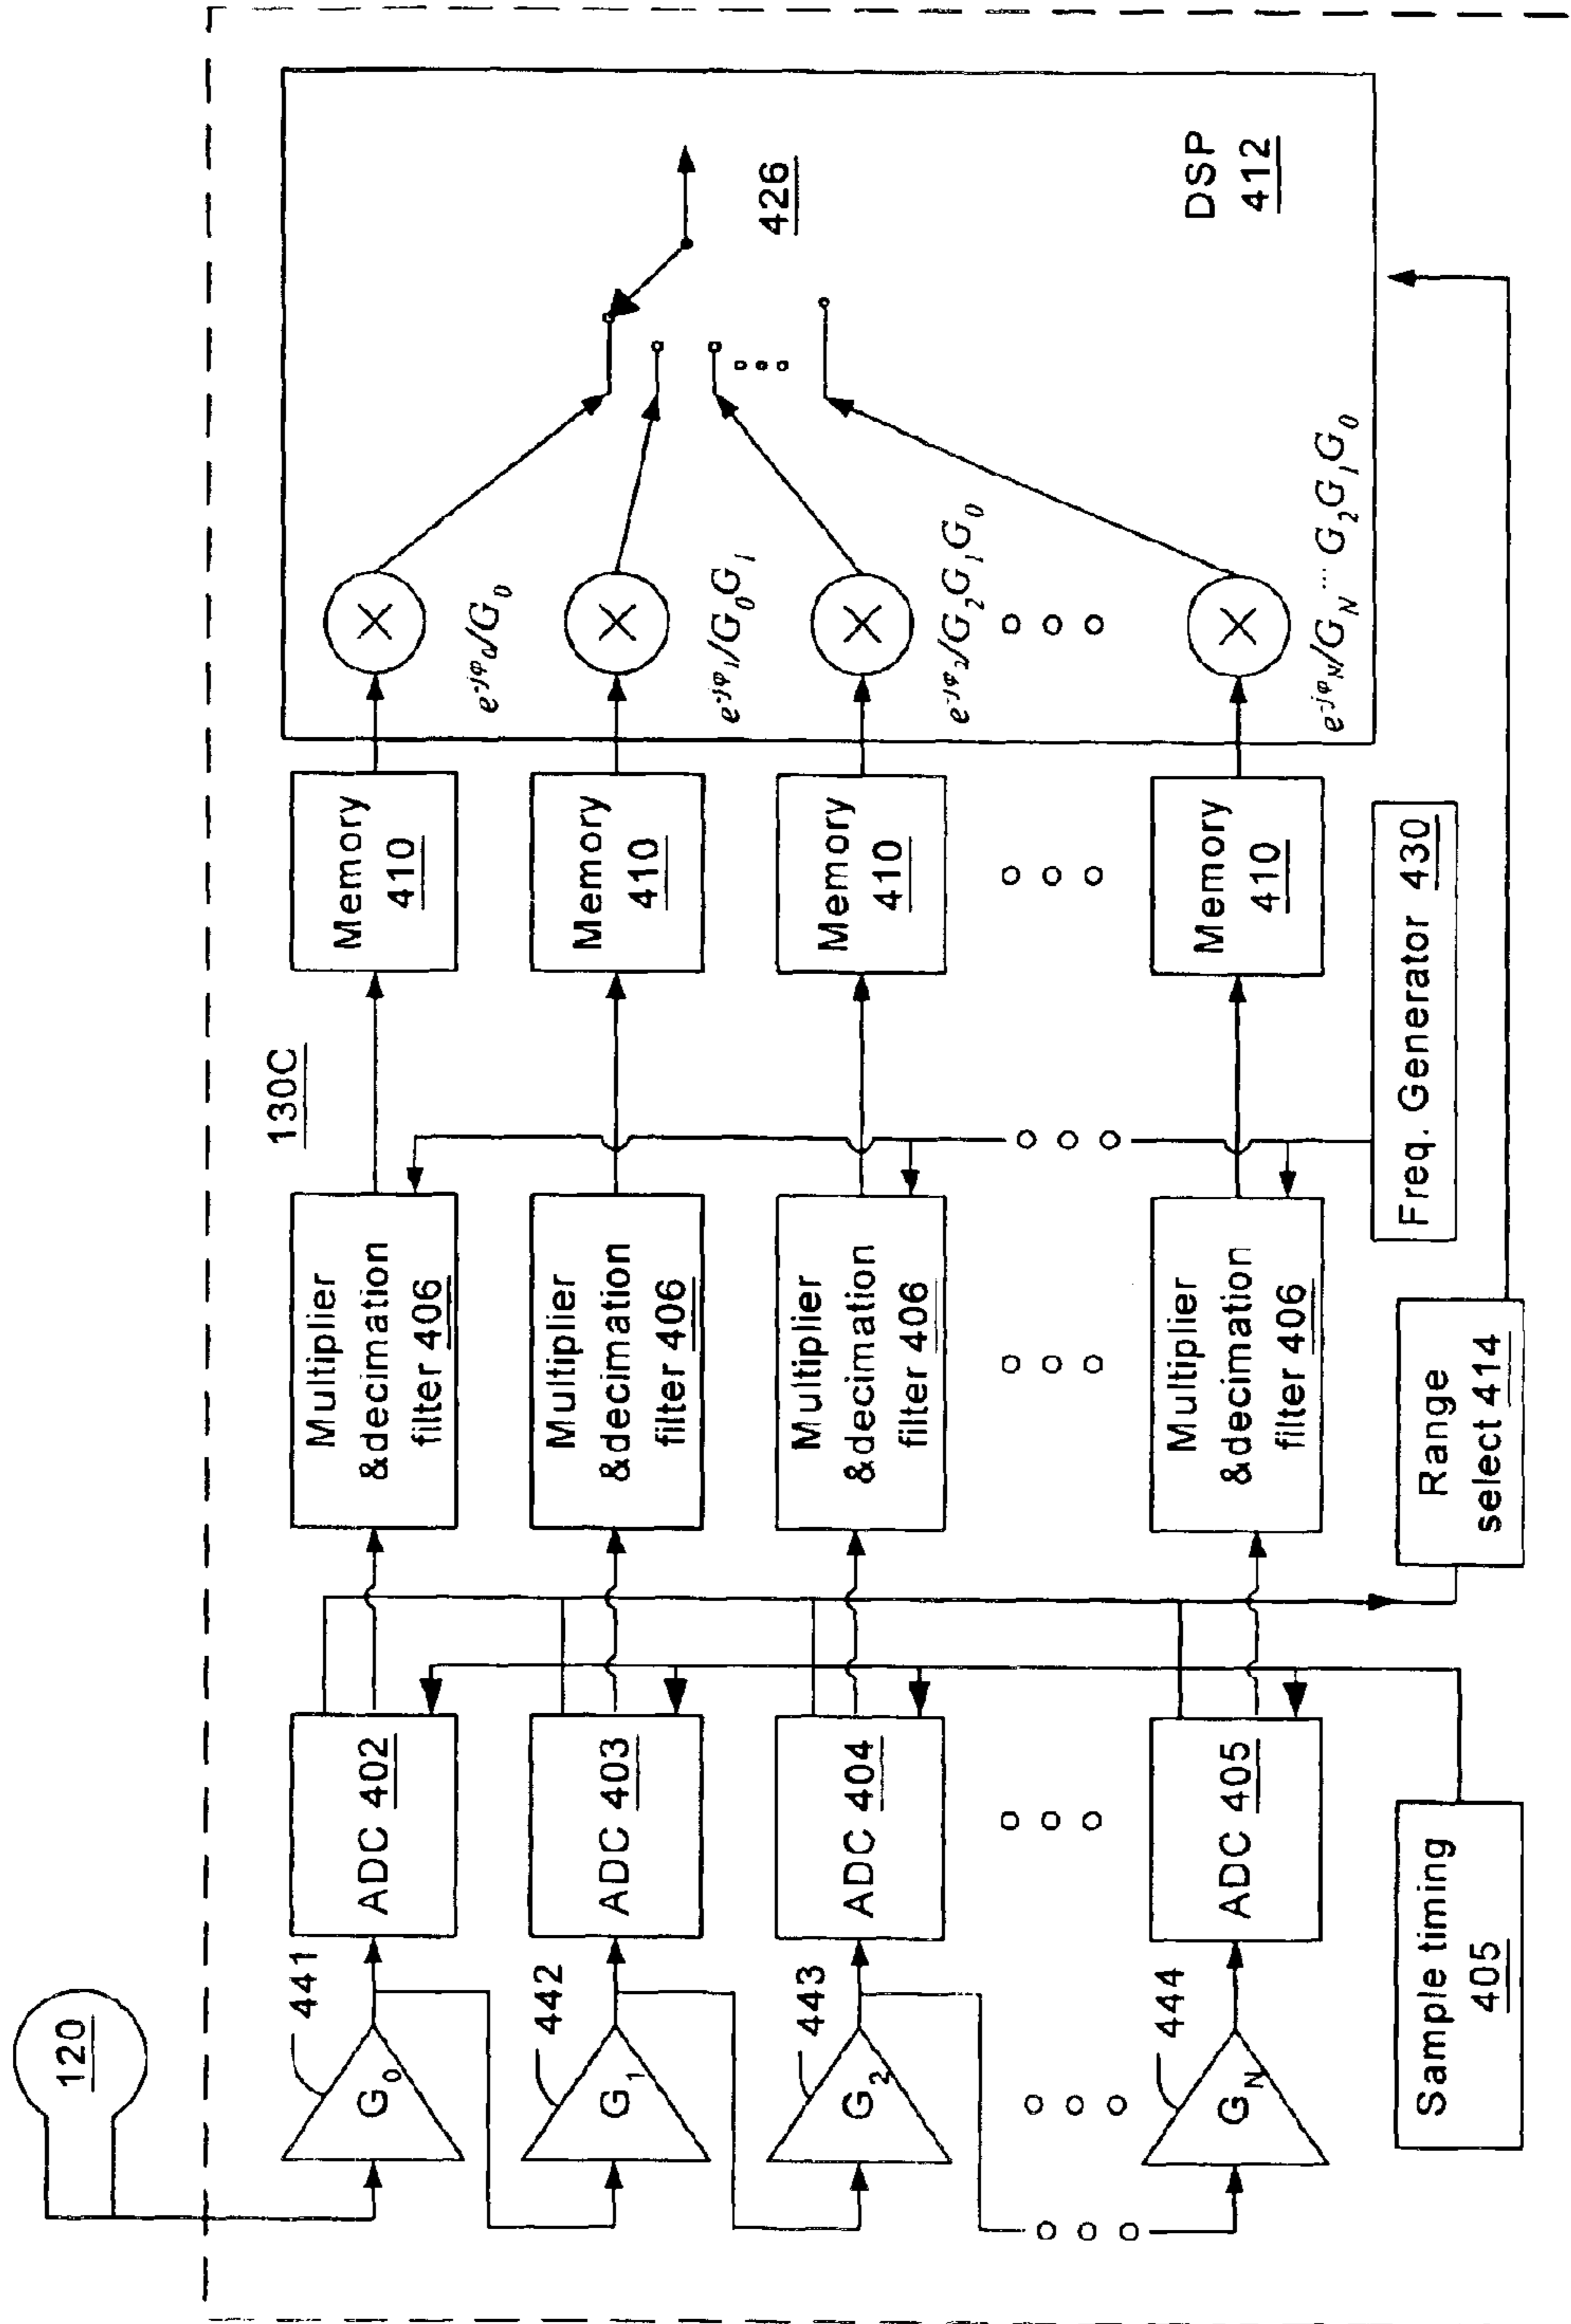 120
130C
441
G0
ADC 402
Multiplier
&decimation
filter 406
Memory
410
e-jφ0/G0
442
G1
ADC 403
Multiplier
&decimation
filter 406
Memory
410
e-jφ1/G0G1
443
G2
ADC 404
Multiplier
&decimation
filter 406
Memory
410
e-jφ2/G2G1G0
444
GN
ADC 405
Multiplier
&decimation
filter 406
Memory
410
e-jφN/GN....G2G1G0
426
DSP
412
Sample timing
405
Range
select 414
Freq. Generator 430